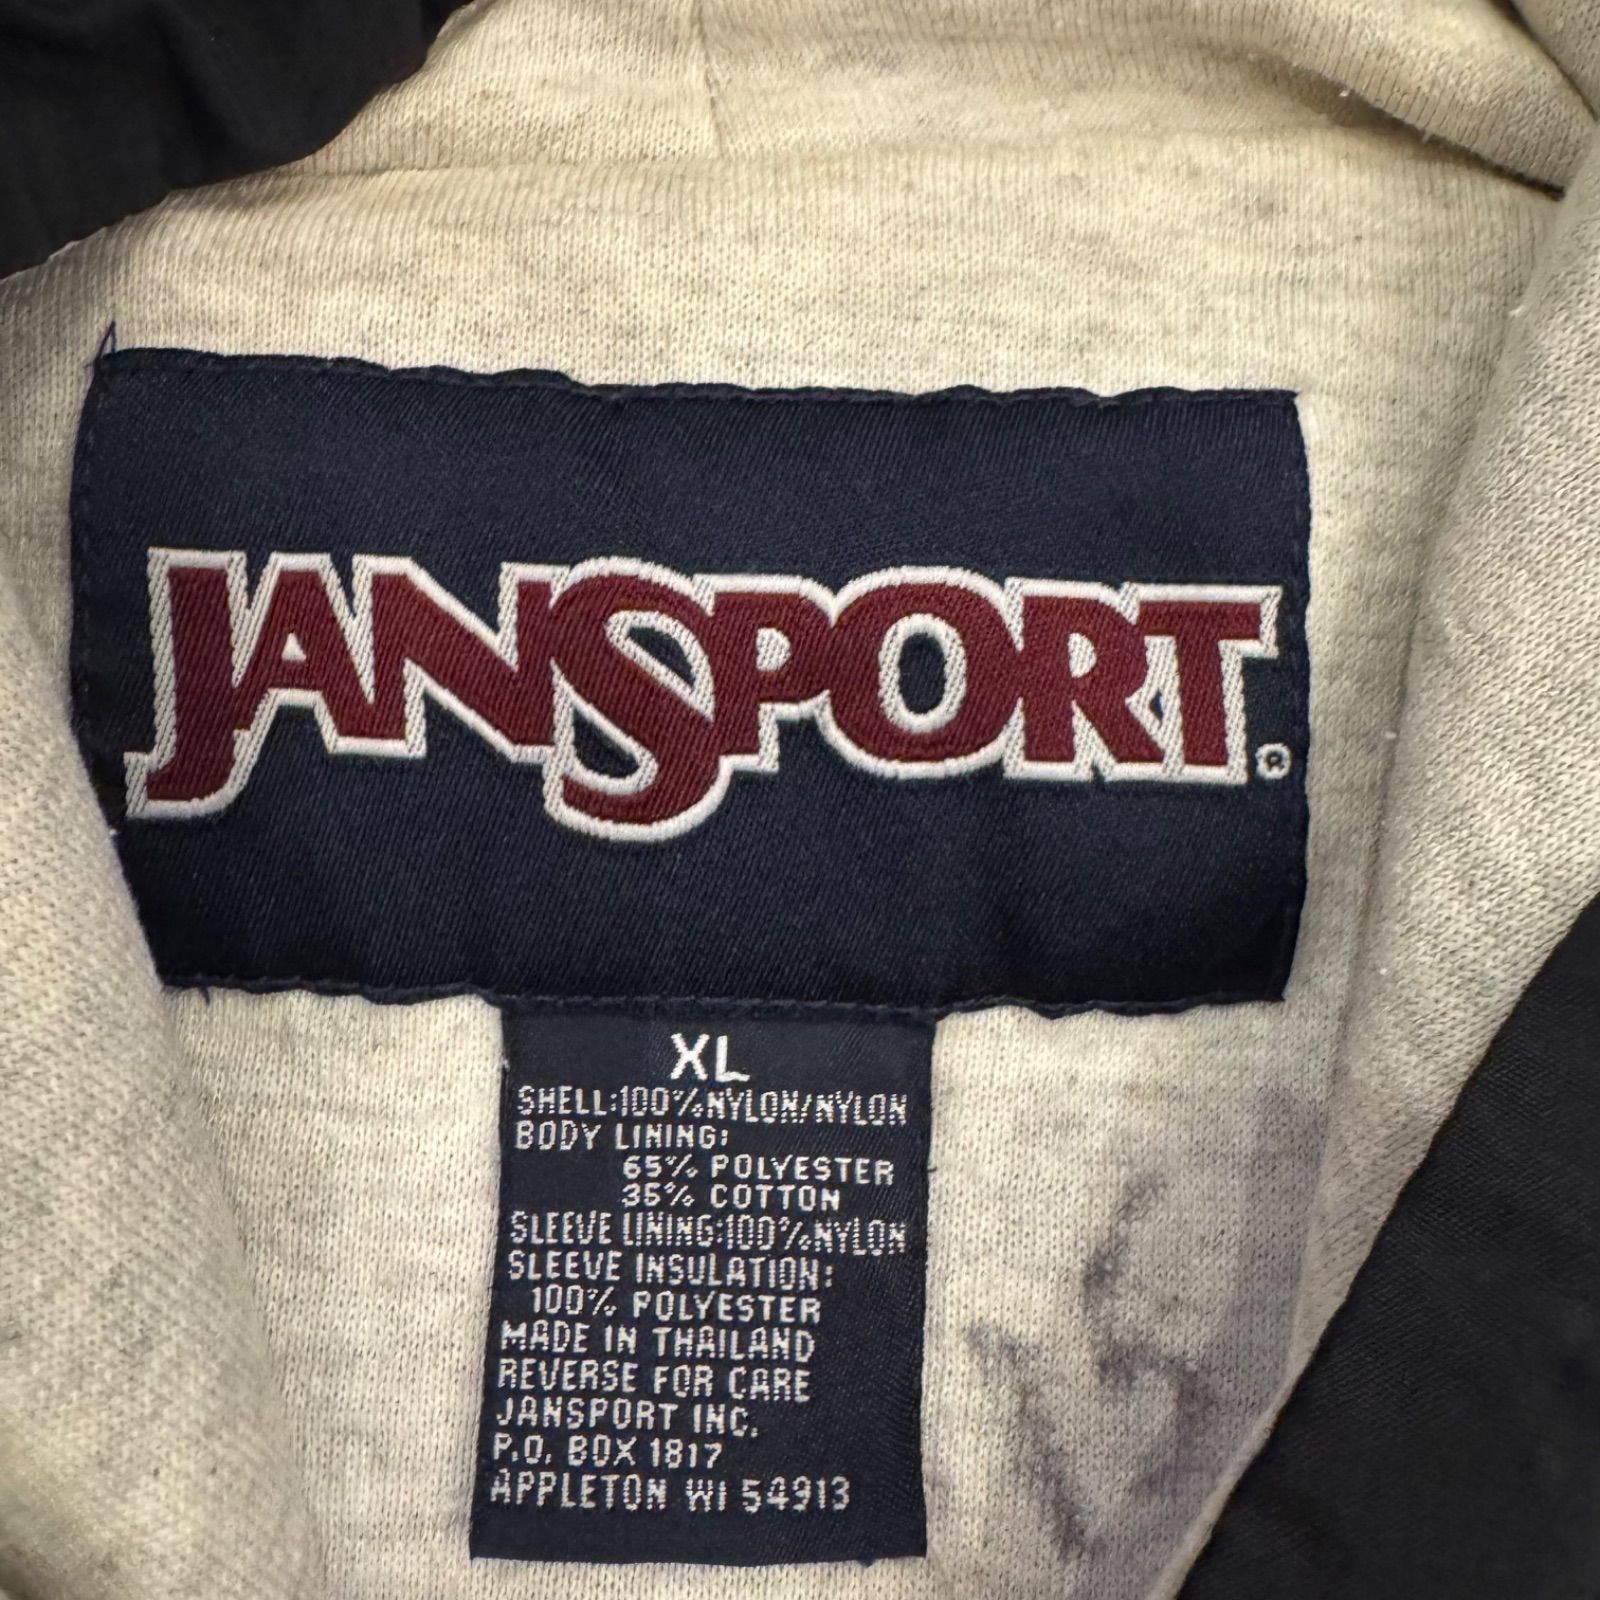 JANSPORT®
XL
SHELL:100%NYLON/NYLON
BODY LINING:
65% POLYESTER
35% COTTON
SLEEVE LINING:100%NYLON
SLEEVE INSULATION:
100% POLYESTER
MADE IN THAILAND
REVERSE FOR CARE
JANSPORT INC.
P.O. BOX 1817
APPLETON WI 54913